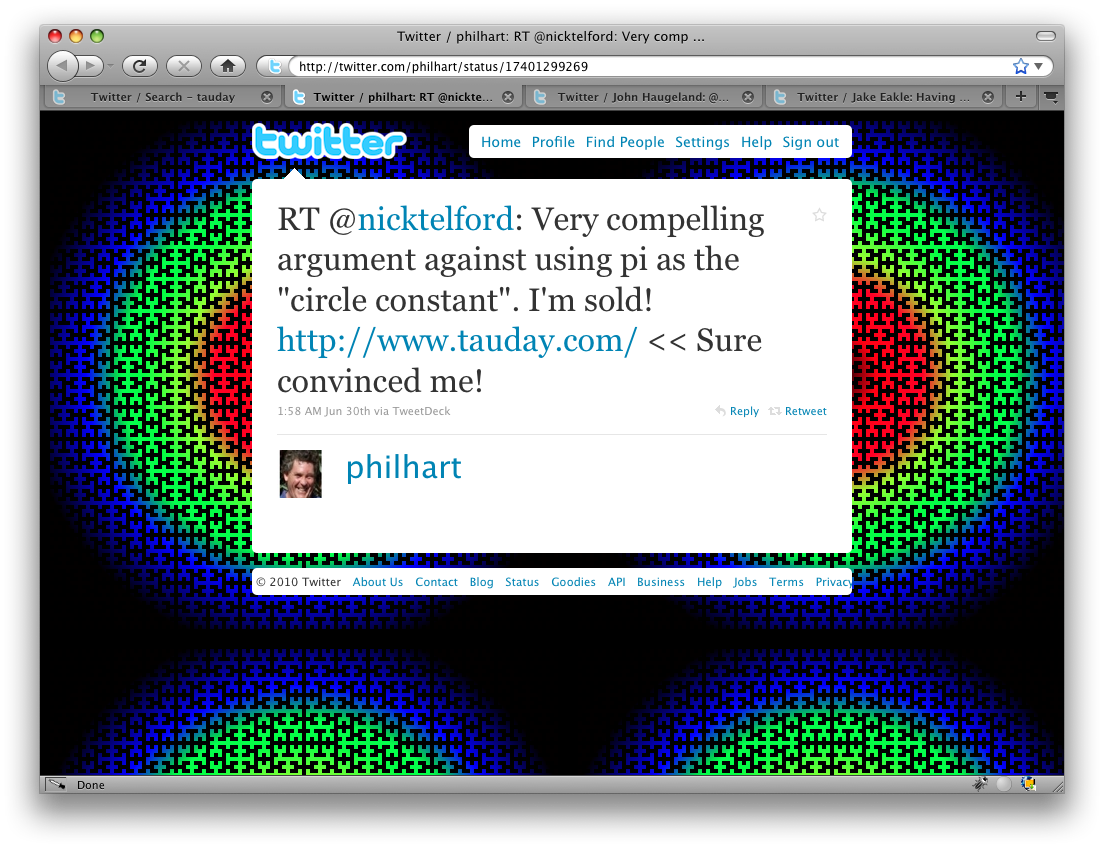 Twitter / philhart: RT @nicktelford: Very comp ...
http://twitter.com/philhart/status/17401299269
Twitter / Search - tauday
Twitter / philhart: RT @nickte...
Twitter / John Haugeland: @...
Twitter / Jake Eakle: Having ...
twitter
Home Profile Find People Settings Help Sign out
RT @nicktelford: Very compelling
argument against using pi as the
"circle constant". I'm sold!
http://www.tauday.com/ << Sure
convinced me!
1:58 AM Jun 30th via TweetDeck
Reply Retweet
philhart
© 2010 Twitter About Us Contact Blog Status Goodies API Business Help Jobs Terms Privacy
Done